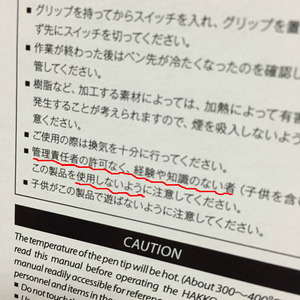 ■ グリップを持ってからスイッチを入れ、グリップを置
ず先にスイッチを切ってください。
■ 作業が終わった後はペン先が冷たくなったのを確認し
管してください。
■ 樹脂など、加工する素材によっては、加熱によって有害
発生することが考えられますので、煙を吸入しないよう
意ください。
■ ご使用の際は換気を十分に行ってください。
■ 管理責任者の許可なく、経験や知識のない者（子供を含い
この製品を使用しないように注意してください。
■ 子供がこの製品で遊ばないように注意してください。
CAUTION
The temperature of the pen tip will be hot. (About 300～400°C
read this manual before operating the HAKKO
manual readily accessible for reference
personnel and items in the
■ Do not touch